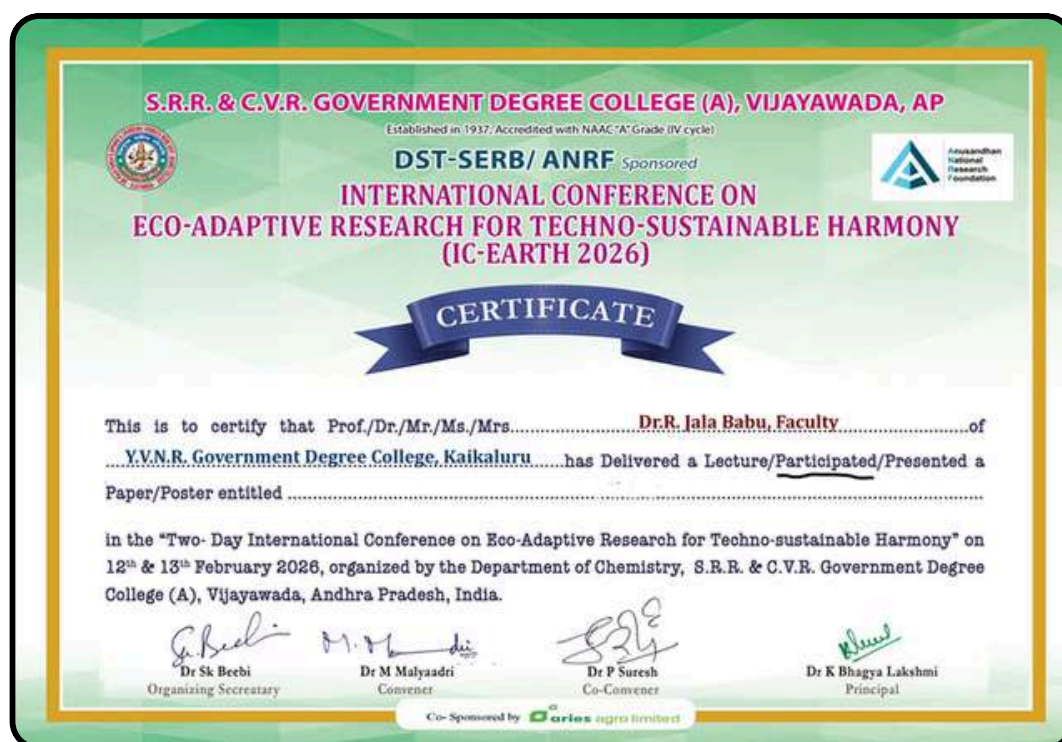 S.R.R. & C.V.R. GOVERNMENT DEGREE COLLEGE (A), VIJAYAWADA, AP
Established in 1937, Accredited with NAAC "A" Grade (IV cycle)
DST-SERB/ ANRF Sponsored
Anusandhan
National
Research
Foundation
INTERNATIONAL CONFERENCE ON
ECO-ADAPTIVE RESEARCH FOR TECHNO-SUSTAINABLE HARMONY
(IC-EARTH 2026)
CERTIFICATE
This is to certify that Prof./Dr./Mr./Ms./Mrs.................Dr.R. Jala Babu, Faculty.................of
Y.V.N.R. Government Degree College, Kaikaluru......has Delivered a Lecture/Participated/Presented a
Paper/Poster entitled ..................................................
in the "Two- Day International Conference on Eco-Adaptive Research for Techno-sustainable Harmony" on
12th & 13th February 2026, organized by the Department of Chemistry, S.R.R. & C.V.R. Government Degree
College (A), Vijayawada, Andhra Pradesh, India.
Dr Sk Beebi Dr M Malyaadri Dr P Suresh Dr K Bhagya Lakshmi
Organizing Secreatary Convener Co-Convener Principal
Co- Sponsored by aries agro limited